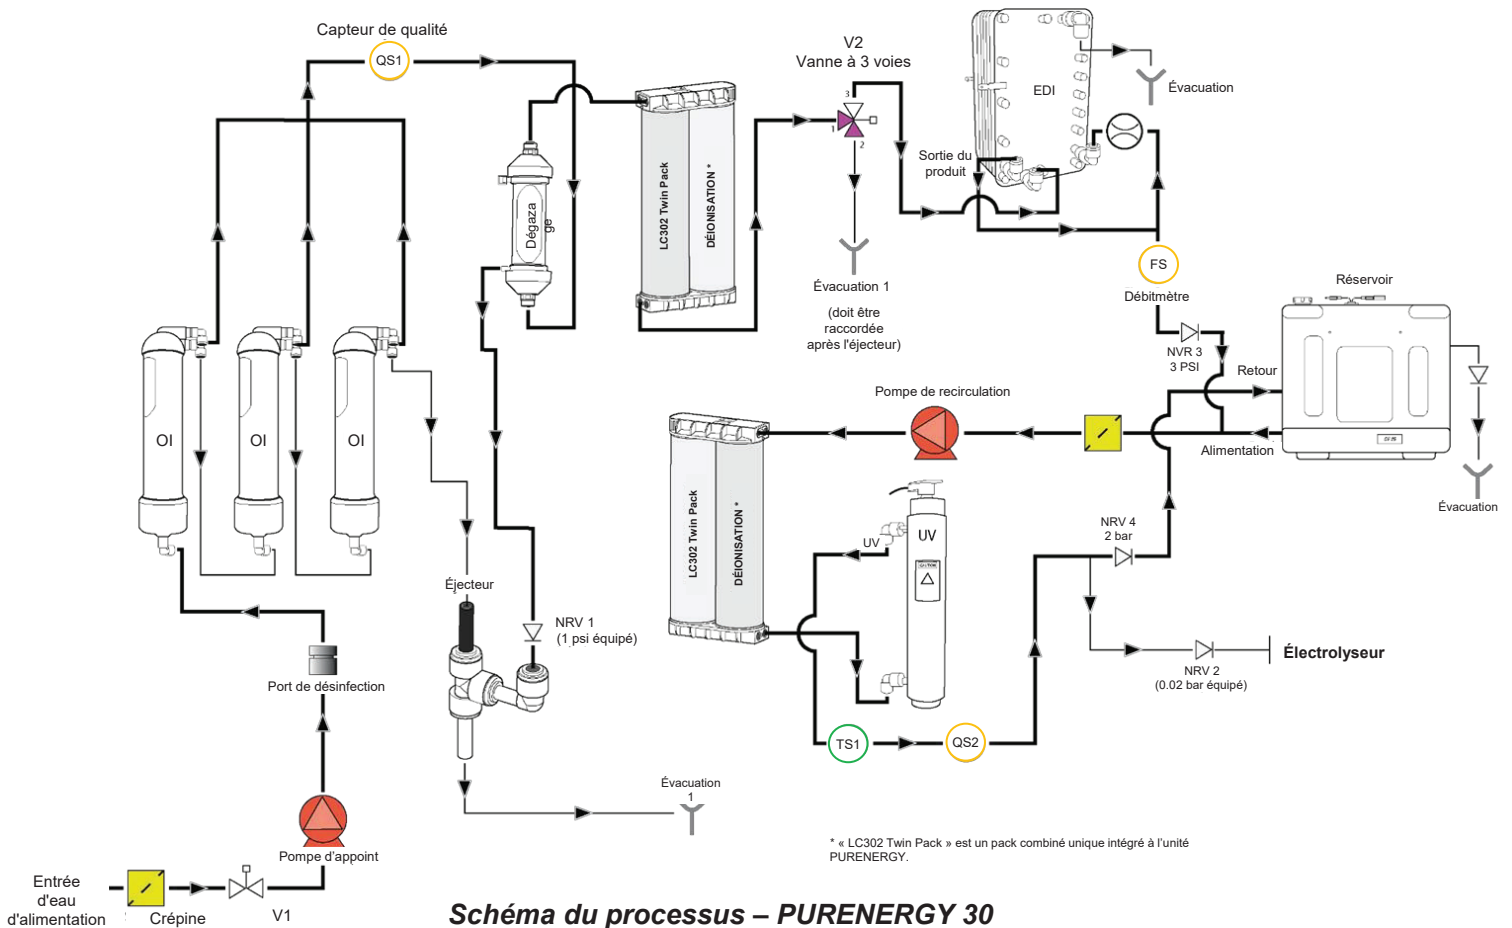 Capteur de qualité
QS1
V2
Vanne à 3 voies
3
1
2
EDI
Évacuation
Sortie du
produit
LC302 Twin Pack
DÉIONISATION *
Dégaza
ge
FS
Débitmètre
Évacuation 1
(doit être
raccordée
après l'éjecteur)
NVR 3
3 PSI
Réservoir
Retour
Alimentation
Évacuation
Pompe de recirculation
OI
OI
OI
LC302 Twin Pack
DÉIONISATION *
UV
UV
NRV 4
2 bar
Éjecteur
NRV 1
(1 psi équipé)
Électrolyseur
NRV 2
(0.02 bar équipé)
Port de désinfection
TS1
QS2
Évacuation
1
Pompe d'appoint
* « LC302 Twin Pack » est un pack combiné unique intégré à l'unité
PURENERGY.
Entrée
d'eau
d'alimentation
Crépine
V1
Schéma du processus – PURENERGY 30